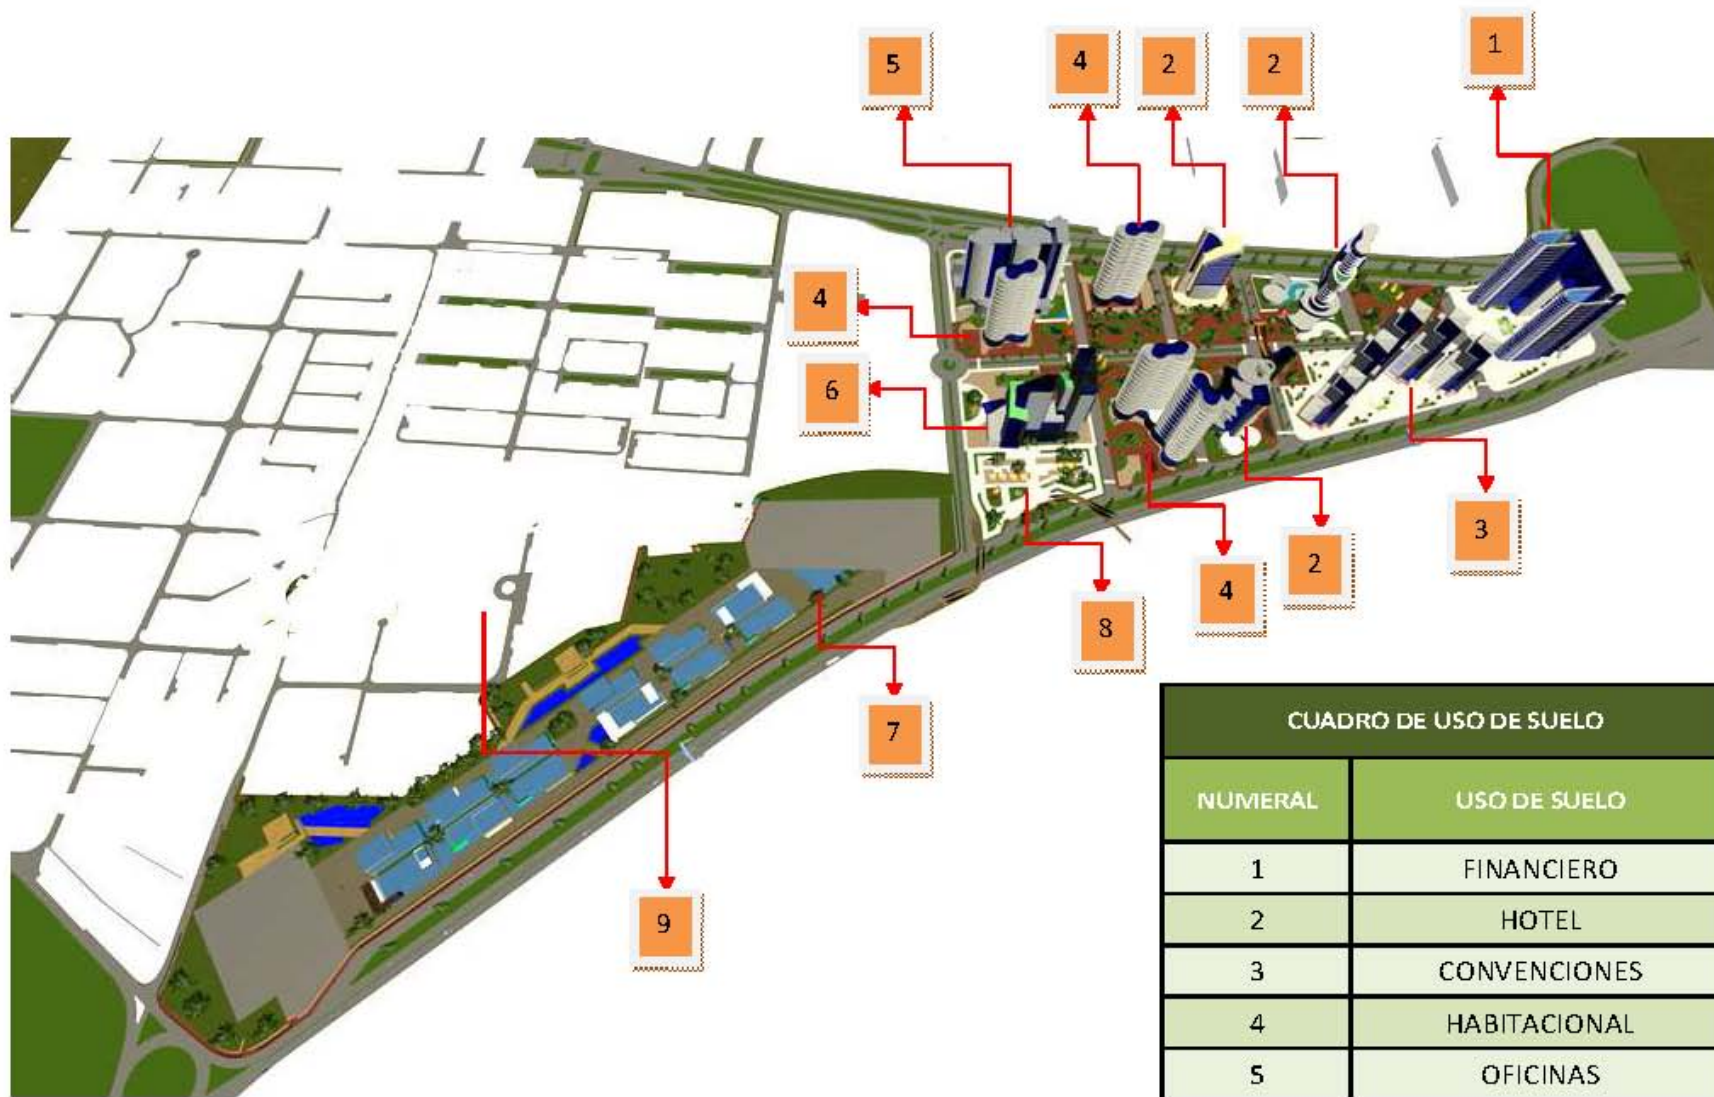 5
4
2
2
1
4
6
3
2
4
8
7
9
CUADRO DE USO DE SUELO
NUMERAL USO DE SUELO
1 FINANCIERO
2 HOTEL
3 CONVENCIONES
4 HABITACIONAL
5 OFICINAS